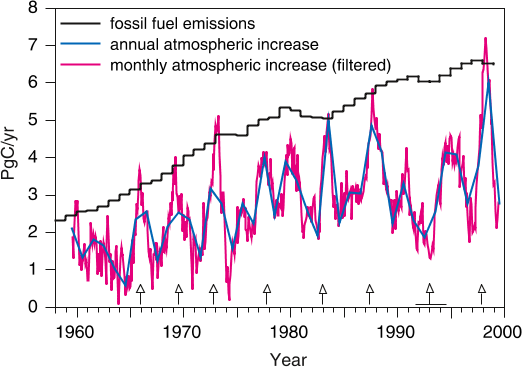 8
7
6
5
4
3
2
1
0
PgC/yr
fossil fuel emissions
annual atmospheric increase
monthly atmospheric increase (filtered)
1960 1970 1980 1990 2000
Year